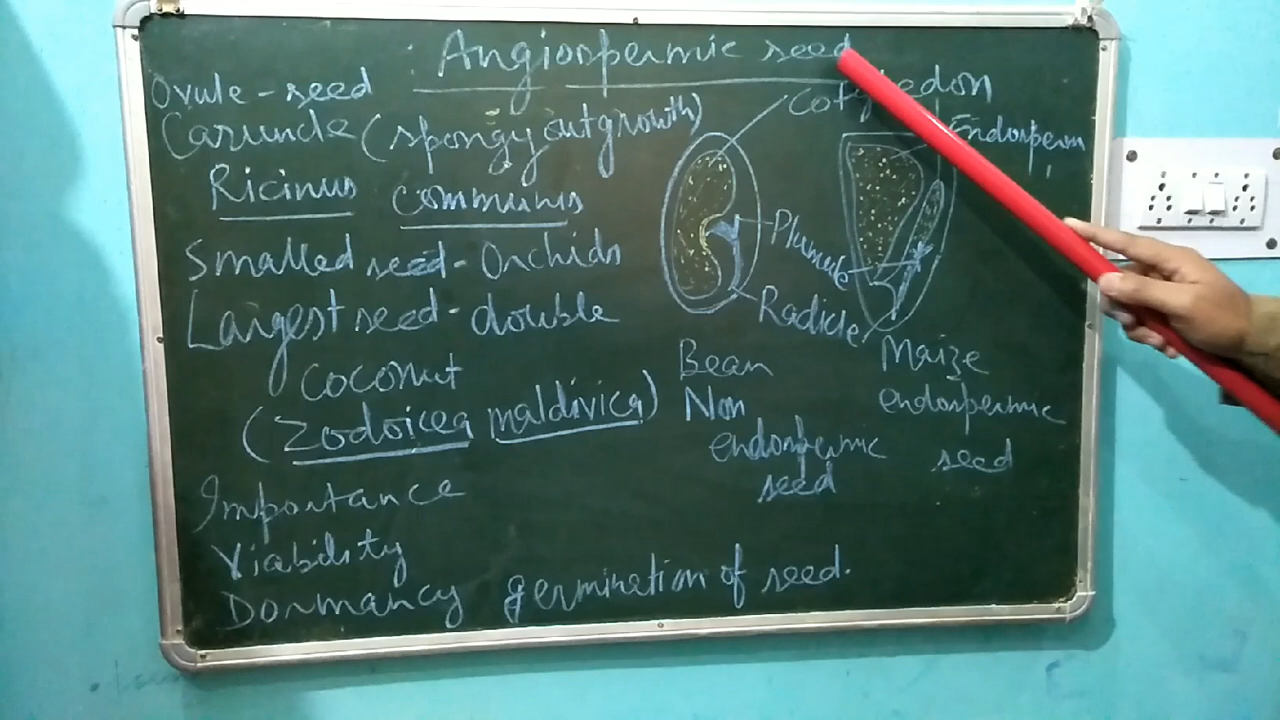 Angiospermic seed
Ovule - seed
Caruncle (spongy outgrowth)
Ricinus communis
Smalled seed - Orchids
Largest seed - double
coconut
(Lodoicea maldivica)
Importance
Viability
Dormancy germination of seed.
Endosperm
Plumule
Radicle
Bean
Non
endospermic
seed
Maize
endospermic
seed